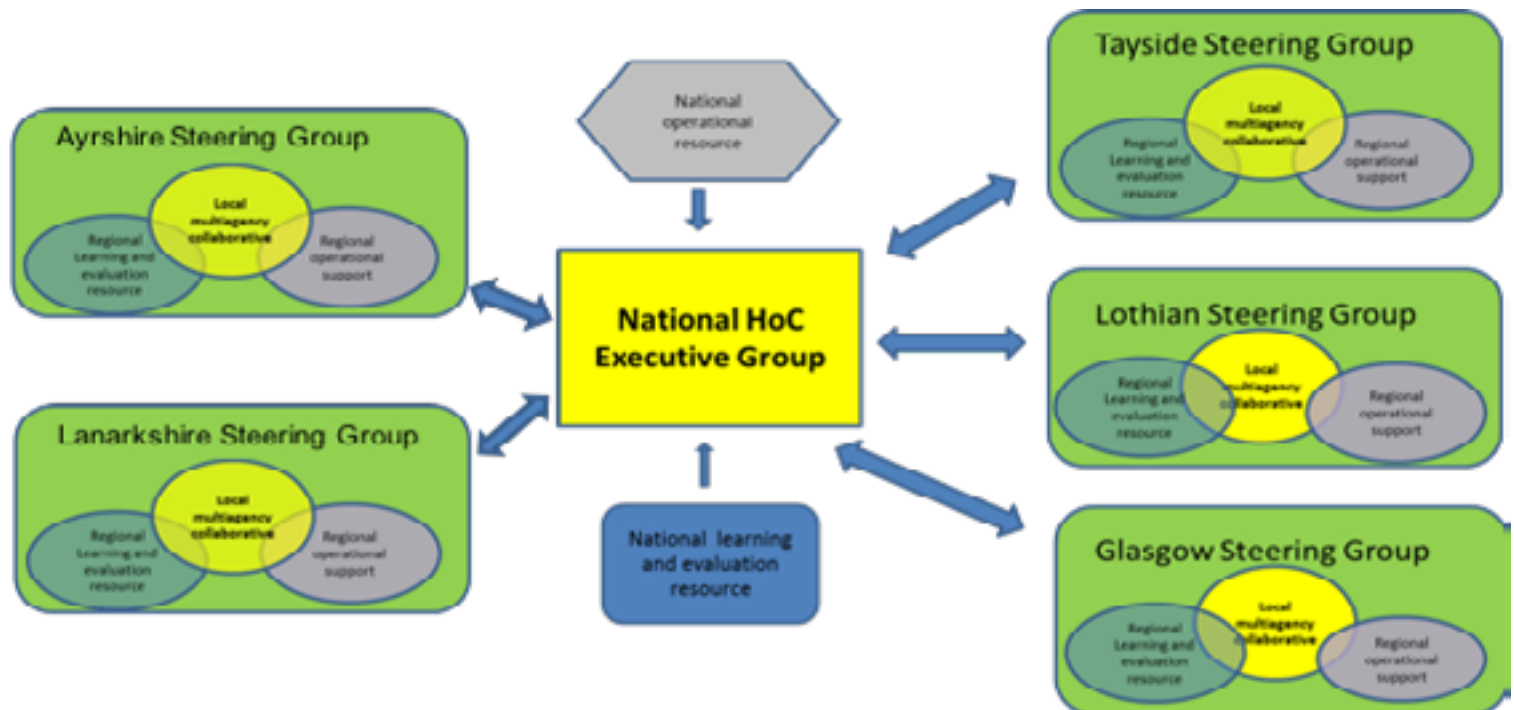 Ayrshire Steering Group
Local
multiagency
collaborative
Regional
Learning and
evaluation
resource
Regional
operational
support
Lanarkshire Steering Group
Local
multiagency
collaborative
Regional
Learning and
evaluation
resource
Regional
operational
support
National
operational
resource
National HoC
Executive Group
National learning
and evaluation
resource
Tayside Steering Group
Local
multiagency
collaborative
Regional
Learning and
evaluation
resource
Regional
operational
support
Lothian Steering Group
Local
multiagency
collaborative
Regional
Learning and
evaluation
resource
Regional
operational
support
Glasgow Steering Group
Local
multiagency
collaborative
Regional
Learning and
evaluation
resource
Regional
operational
support